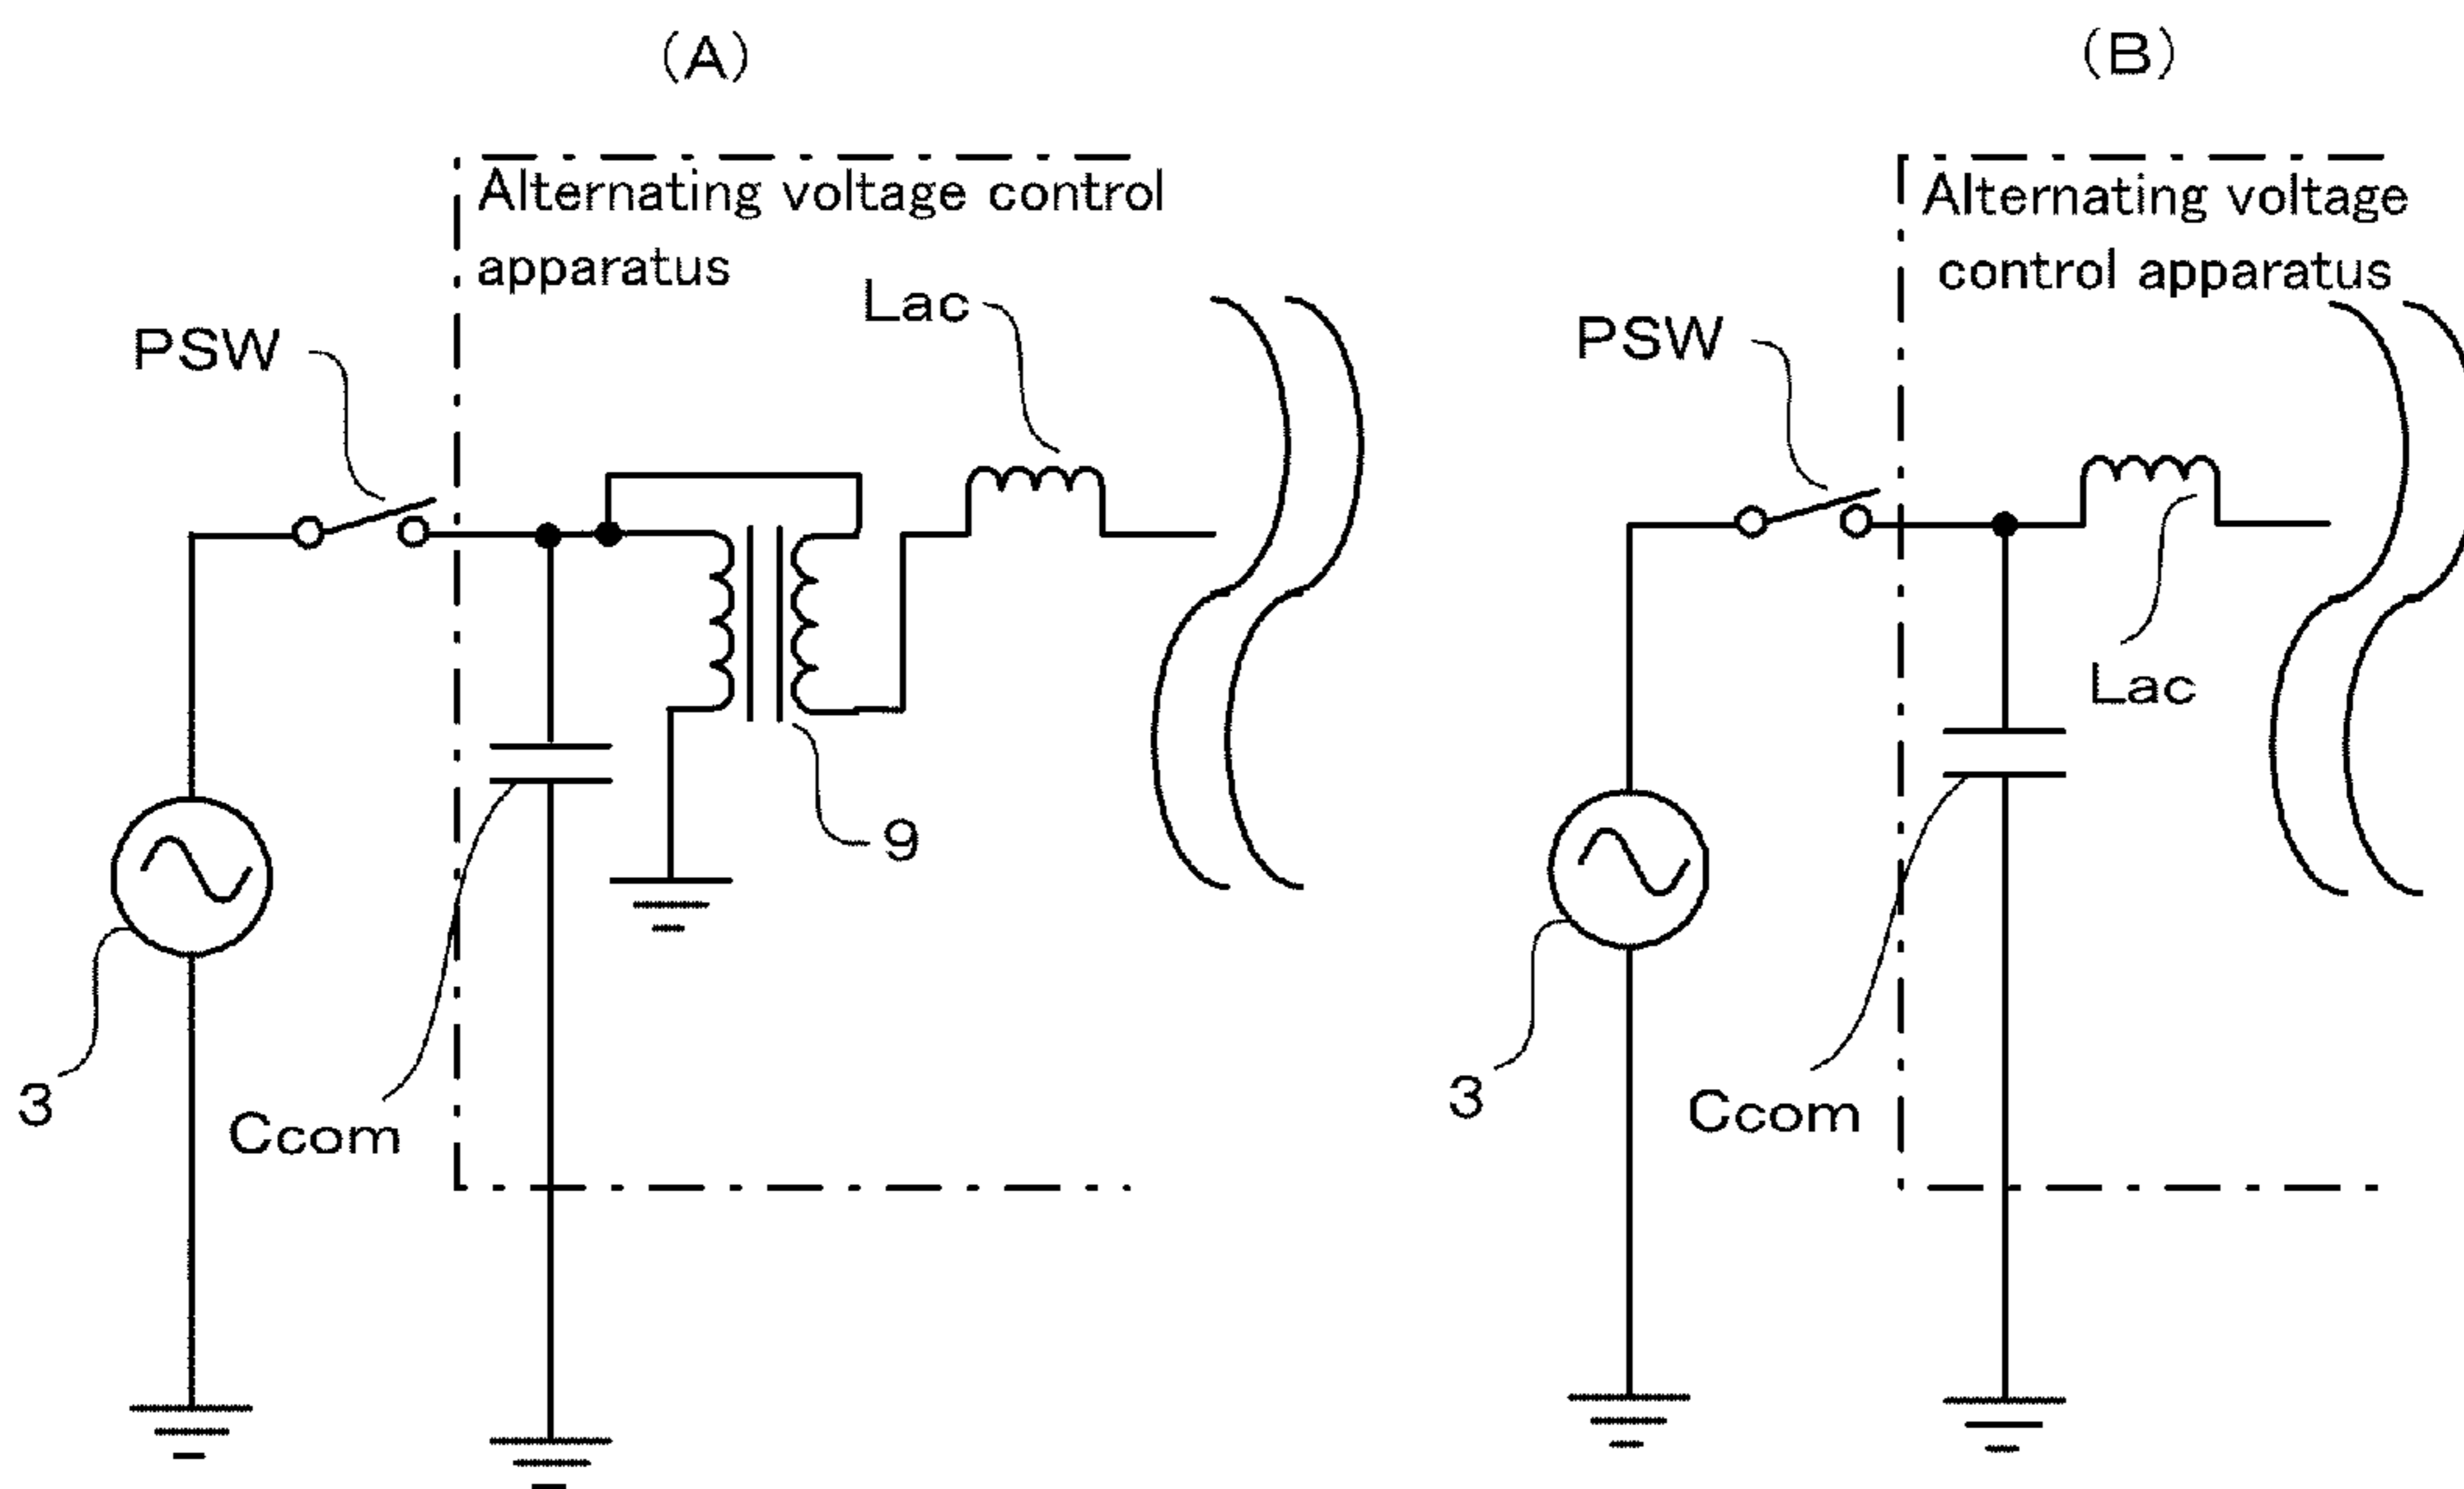 (A)
Alternating voltage control
apparatus
Lac
PSW
9
3
Ccom
(B)
Alternating voltage
control apparatus
PSW
Lac
3
Ccom